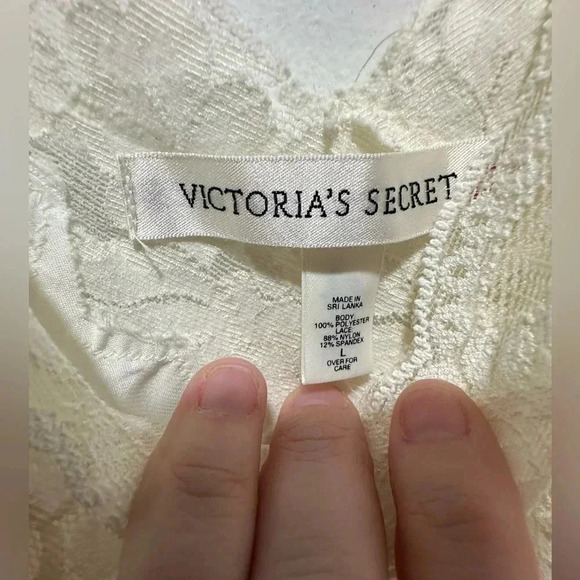 VICTORIA'S SECRET
MADE IN
SRI LANKA
BODY
100% POLYESTER
LACE
88% NYLON
12% SPANDEX
L
OVER FOR
CARE